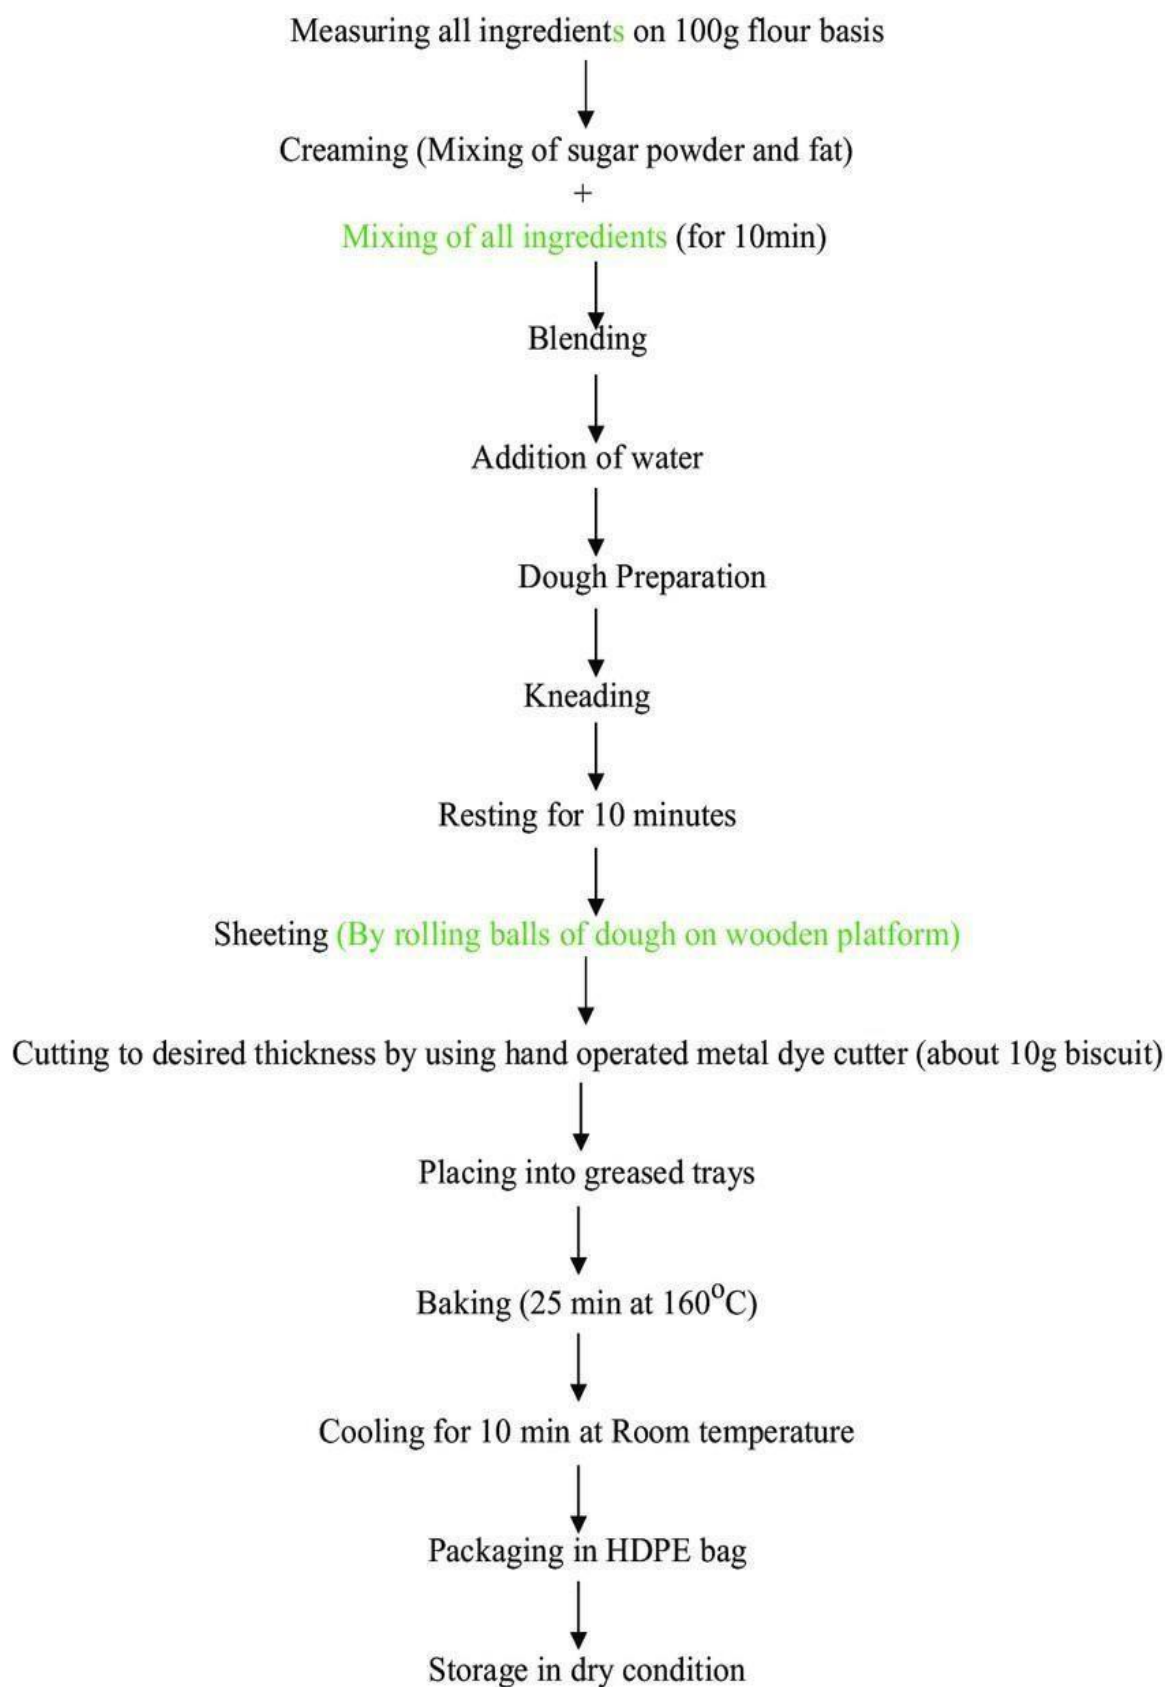 Measuring all ingredients on 100g flour basis
Creaming (Mixing of sugar powder and fat)
+
Mixing of all ingredients (for 10min)
Blending
Addition of water
Dough Preparation
Kneading
Resting for 10 minutes
Sheeting (By rolling balls of dough on wooden platform)
Cutting to desired thickness by using hand operated metal dye cutter (about 10g biscuit)
Placing into greased trays
Baking (25 min at 160°C)
Cooling for 10 min at Room temperature
Packaging in HDPE bag
Storage in dry condition